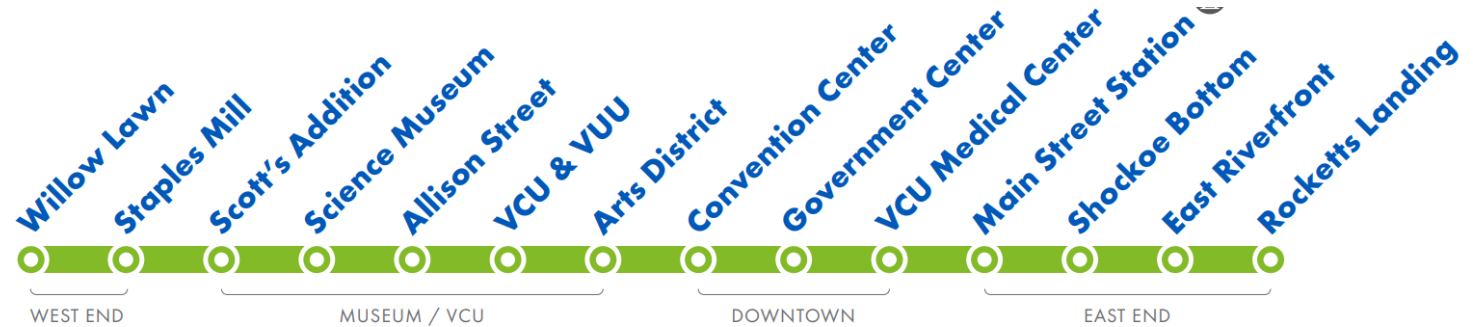 Willow Lawn
Staples Mill
Scott's Addition
Science Museum
Allison Street
VCU & VUU
Arts District
Convention Center
Government Center
VCU Medical Center
Main Street Station
Shockoe Bottom
East Riverfront
Rocketts Landing
WEST END
MUSEUM / VCU
DOWNTOWN
EAST END